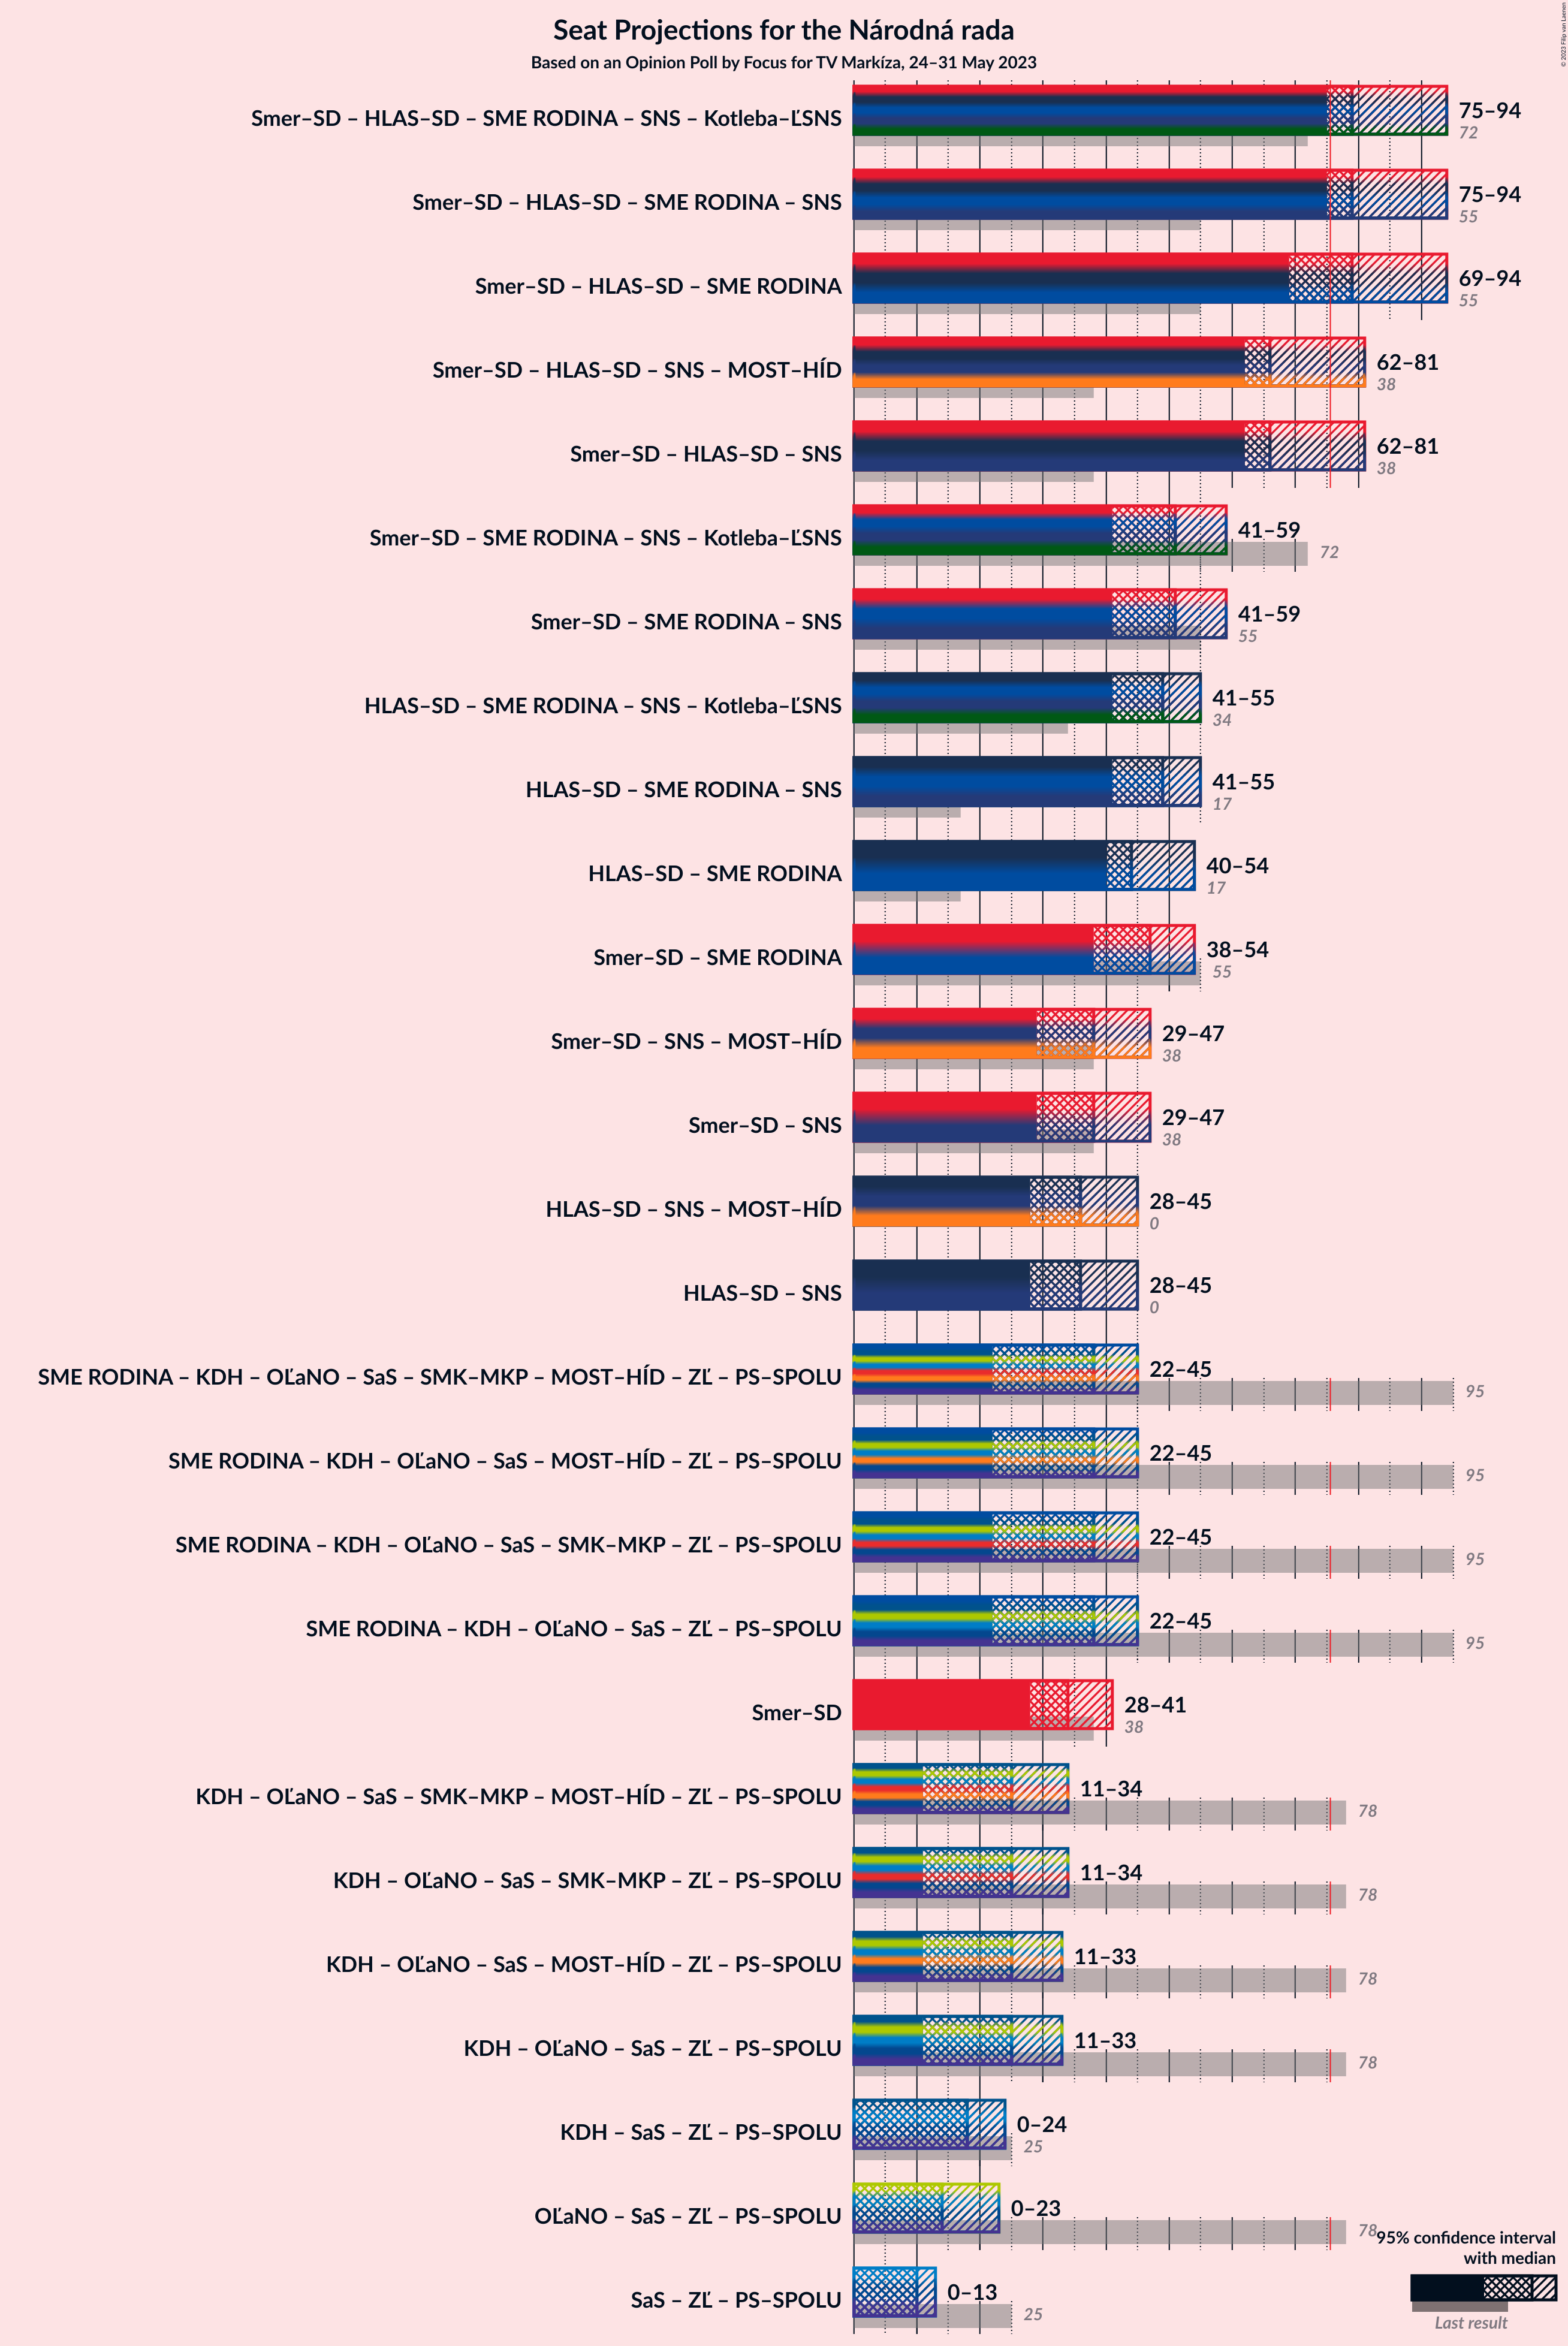 Seat Projections for the Národná rada
Based on an Opinion Poll by Focus for TV Markíza, 24–31 May 2023
© 2023 Filip van Laenen
Smer–SD – HLAS–SD – SME RODINA – SNS – Kotleba–ĽSNS
75–94
72
Smer–SD – HLAS–SD – SME RODINA – SNS
75–94
55
Smer–SD – HLAS–SD – SME RODINA
69–94
55
Smer–SD – HLAS–SD – SNS – MOST–HÍD
62–81
38
Smer–SD – HLAS–SD – SNS
62–81
38
Smer–SD – SME RODINA – SNS – Kotleba–ĽSNS
41–59
72
Smer–SD – SME RODINA – SNS
41–59
55
HLAS–SD – SME RODINA – SNS – Kotleba–ĽSNS
41–55
34
HLAS–SD – SME RODINA – SNS
41–55
17
HLAS–SD – SME RODINA
40–54
17
Smer–SD – SME RODINA
38–54
55
Smer–SD – SNS – MOST–HÍD
29–47
38
Smer–SD – SNS
29–47
38
HLAS–SD – SNS – MOST–HÍD
28–45
0
HLAS–SD – SNS
28–45
0
SME RODINA – KDH – OĽaNO – SaS – SMK–MKP – MOST–HÍD – ZĽ – PS–SPOLU
22–45
95
SME RODINA – KDH – OĽaNO – SaS – MOST–HÍD – ZĽ – PS–SPOLU
22–45
95
SME RODINA – KDH – OĽaNO – SaS – SMK–MKP – ZĽ – PS–SPOLU
22–45
95
SME RODINA – KDH – OĽaNO – SaS – ZĽ – PS–SPOLU
22–45
95
Smer–SD
28–41
38
KDH – OĽaNO – SaS – SMK–MKP – MOST–HÍD – ZĽ – PS–SPOLU
11–34
78
KDH – OĽaNO – SaS – SMK–MKP – ZĽ – PS–SPOLU
11–34
78
KDH – OĽaNO – SaS – MOST–HÍD – ZĽ – PS–SPOLU
11–33
78
KDH – OĽaNO – SaS – ZĽ – PS–SPOLU
11–33
78
KDH – SaS – ZĽ – PS–SPOLU
0–24
25
OĽaNO – SaS – ZĽ – PS–SPOLU
0–23
78
SaS – ZĽ – PS–SPOLU
0–13
25
95% confidence interval
with median
Last result